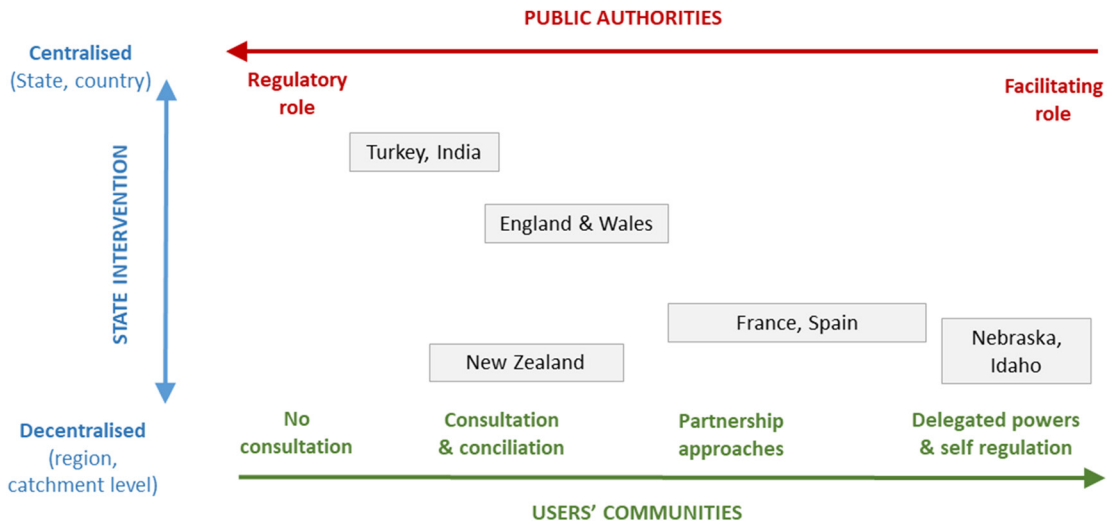 PUBLIC AUTHORITIES
Centralised
(State, country)
Regulatory
role
Facilitating
role
Turkey, India
England & Wales
STATE INTERVENTION
France, Spain
Nebraska,
Idaho
New Zealand
No
consultation
Consultation
& conciliation
Partnership
approaches
Delegated powers
& self regulation
Decentralised
(region,
catchment level)
USERS’ COMMUNITIES